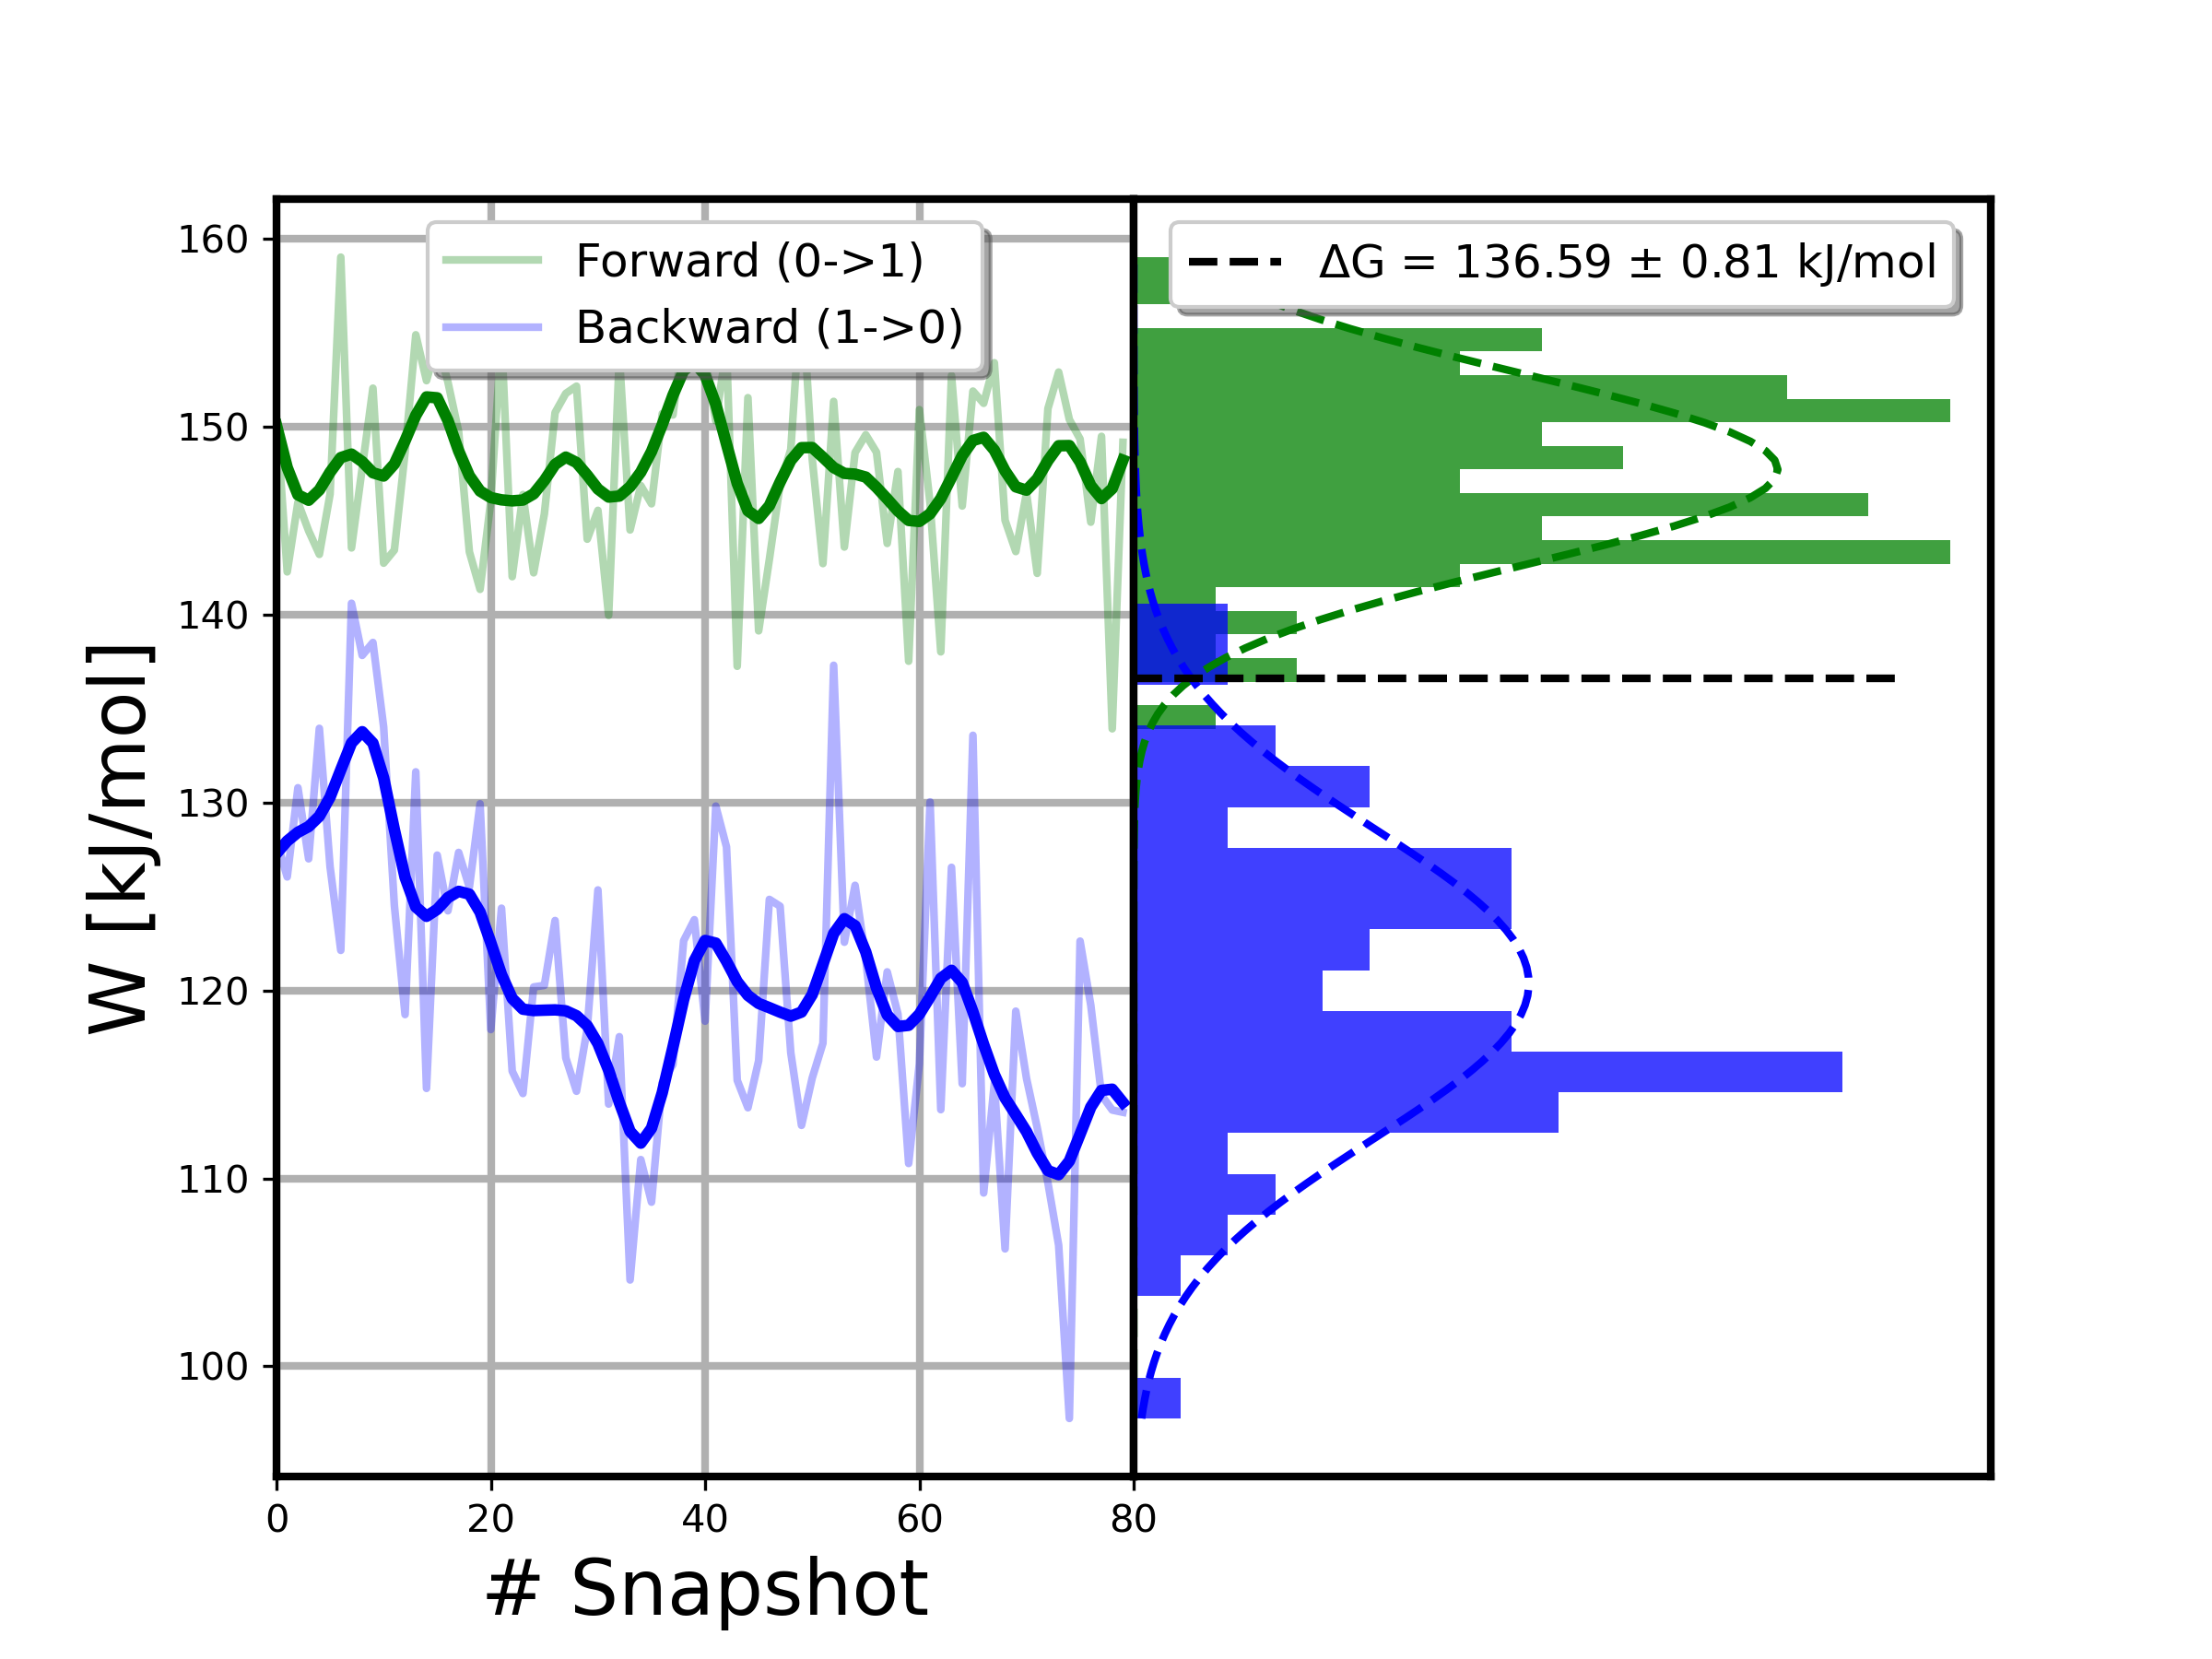 Forward (0->1)
Backward (1->0)
ΔG = 136.59 ± 0.81 kJ/mol
160
150
140
130
120
110
100
W [kJ/mol]
0 20 40 60 80
# Snapshot